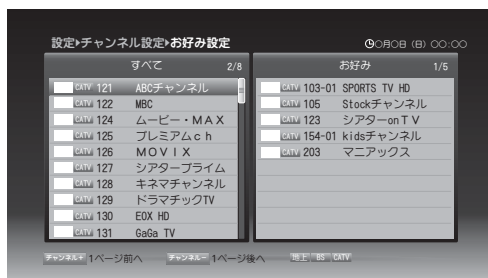 設定▶チャンネル設定▶お好み設定
○月○日 (日) ○○:○○
すべて 2/8
CATV 121 ABCチャンネル
CATV 122 MBC
CATV 124 ムービー・MAX
CATV 125 プレミアムch
CATV 126 MOVIX
CATV 127 シアタープライム
CATV 128 キネマチャンネル
CATV 129 ドラマチックTV
CATV 130 EOX HD
CATV 131 GaGa TV
お好み 1/5
CATV 103-01 SPORTS TV HD
CATV 105 Stockチャンネル
CATV 123 シアターonTV
CATV 154-01 kidsチャンネル
CATV 203 マニアックス
チャンネル+ 1ページ前へ チャンネル− 1ページ後へ 地上 BS CATV